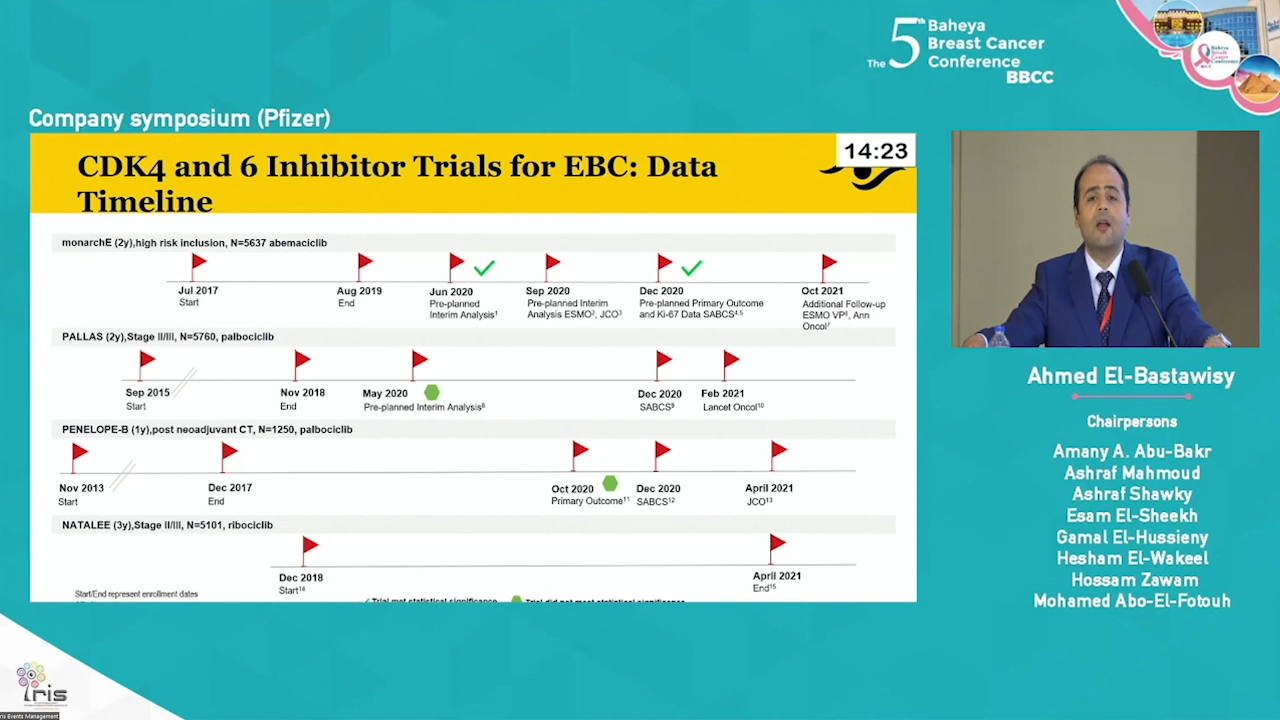 The 5th Baheya
Breast Cancer
Conference
BBCC
Baheya
Breast Cancer
Conference
Company symposium (Pfizer)
14:23
CDK4 and 6 Inhibitor Trials for EBC: Data
Timeline
monarchE (2y),high risk inclusion, N=5637 abemaciclib
Jul 2017
Start
Aug 2019
End
Jun 2020
Pre-planned
Interim Analysis1
Sep 2020
Pre-planned Interim
Analysis ESMO2, JCO3
Dec 2020
Pre-planned Primary Outcome
and Ki-67 Data SABCS4,5
Oct 2021
Additional Follow-up
ESMO VP6, Ann
Oncol7
PALLAS (2y),Stage II/III, N=5760, palbociclib
Sep 2015
Start
Nov 2018
End
May 2020
Pre-planned Interim Analysis8
Dec 2020
SABCS9
Feb 2021
Lancet Oncol10
PENELOPE-B (1y),post neoadjuvant CT, N=1250, palbociclib
Nov 2013
Start
Dec 2017
End
Oct 2020
Primary Outcome11
Dec 2020
SABCS12
April 2021
JCO13
NATALEE (3y),Stage II/III, N=5101, ribociclib
Dec 2018
Start14
April 2021
End15
Start/End represent enrollment dates
Trial met statistical significance
Trial did not meet statistical significance
Ahmed El-Bastawisy
Chairpersons
Amany A. Abu-Bakr
Ashraf Mahmoud
Ashraf Shawky
Esam El-Sheekh
Gamal El-Hussieny
Hesham El-Wakeel
Hossam Zawam
Mohamed Abo-El-Fotouh
Iris
Iris Events Management